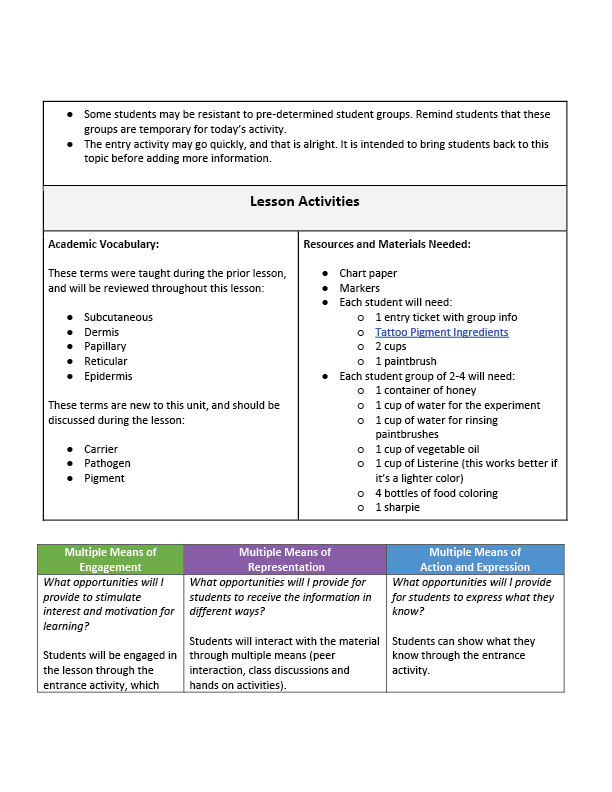 ● Some students may be resistant to pre-determined student groups. Remind students that these
groups are temporary for today's activity.
● The entry activity may go quickly, and that is alright. It is intended to bring students back to this
topic before adding more information.
Lesson Activities
Academic Vocabulary:
These terms were taught during the prior lesson,
and will be reviewed throughout this lesson:
● Subcutaneous
● Dermis
● Papillary
● Reticular
● Epidermis
These terms are new to this unit, and should be
discussed during the lesson:
● Carrier
● Pathogen
● Pigment
Resources and Materials Needed:
● Chart paper
● Markers
● Each student will need:
o 1 entry ticket with group info
o Tattoo Pigment Ingredients
o 2 cups
o 1 paintbrush
● Each student group of 2-4 will need:
o 1 container of honey
o 1 cup of water for the experiment
o 1 cup of water for rinsing
paintbrushes
o 1 cup of vegetable oil
o 1 cup of Listerine (this works better if
it's a lighter color)
o 4 bottles of food coloring
o 1 sharpie
Multiple Means of
Engagement
What opportunities will I
provide to stimulate
interest and motivation for
learning?
Students will be engaged in
the lesson through the
entrance activity, which
Multiple Means of
Representation
What opportunities will I provide for
students to receive the information in
different ways?
Students will interact with the material
through multiple means (peer
interaction, class discussions and
hands on activities).
Multiple Means of
Action and Expression
What opportunities will I provide
for students to express what they
know?
Students can show what they
know through the entrance
activity.